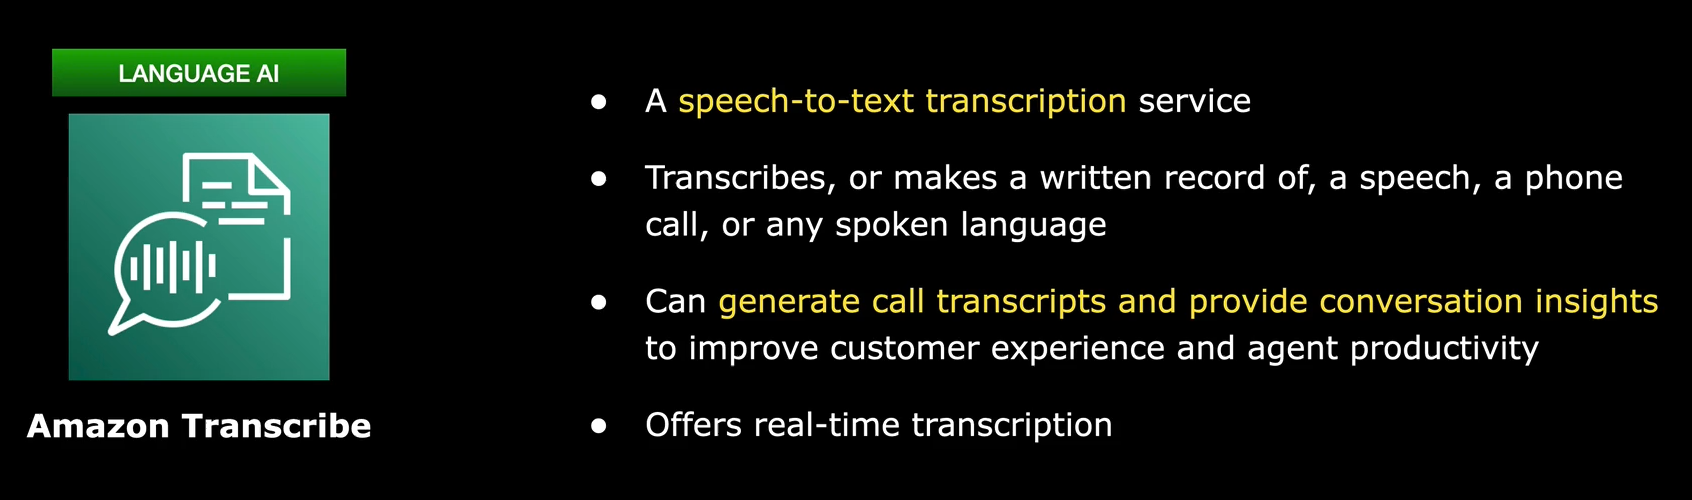 LANGUAGE AI
Amazon Transcribe
● A speech-to-text transcription service
● Transcribes, or makes a written record of, a speech, a phone
call, or any spoken language
● Can generate call transcripts and provide conversation insights
to improve customer experience and agent productivity
● Offers real-time transcription